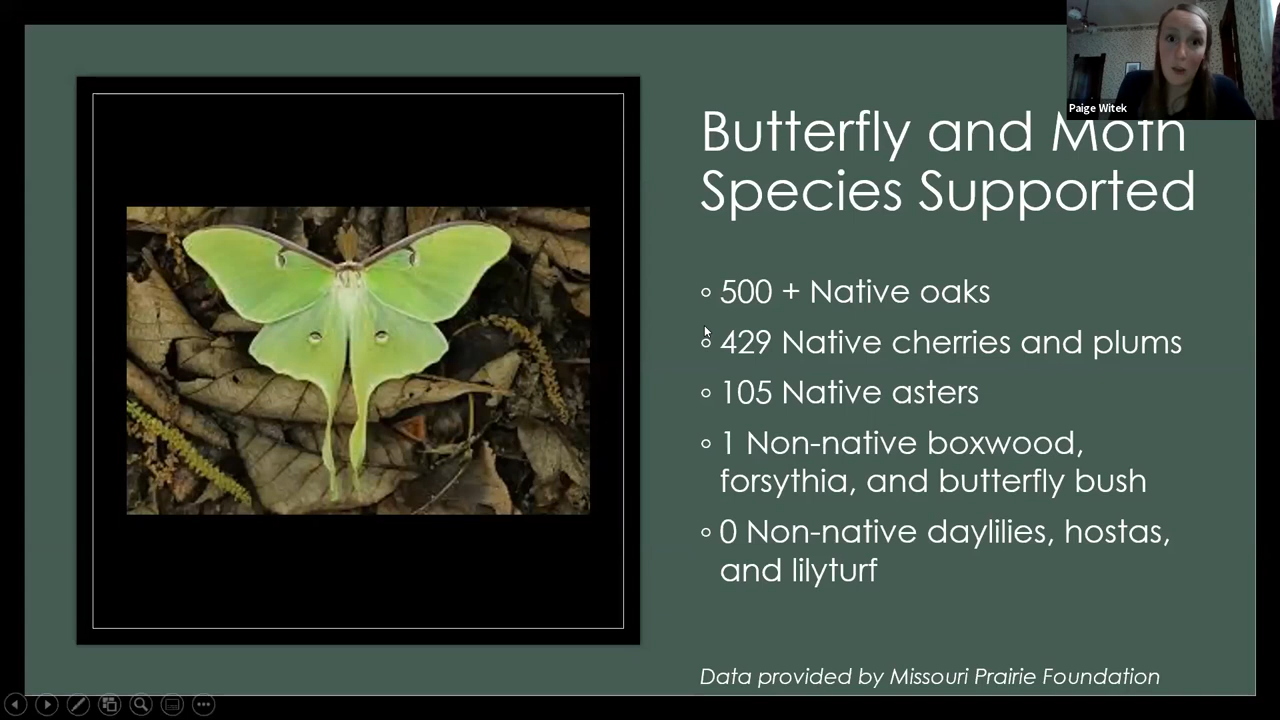 Paige Witek
Butterfly and Moth
Species Supported
500 + Native oaks
429 Native cherries and plums
105 Native asters
1 Non-native boxwood,
forsythia, and butterfly bush
0 Non-native daylilies, hostas,
and lilyturf
Data provided by Missouri Prairie Foundation